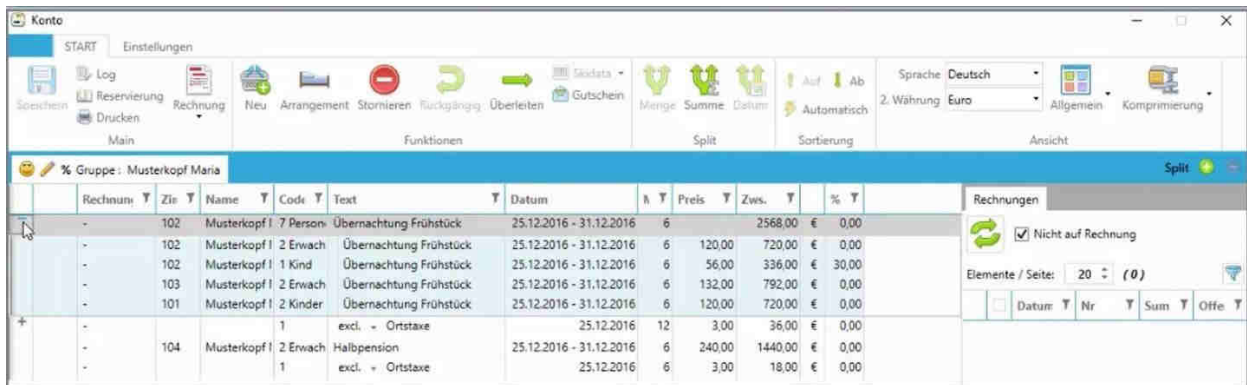 Konto
START Einstellungen
Speichern Log Reservierung Drucken Rechnung Neu Arrangement Stornieren Rückgängig Überleiten Skidata Gutschein Menge Summe Datum Auf Ab Automatisch Sprache Deutsch 2. Währung Euro Allgemein Komprimierung
Main Funktionen Split Sortierung Ansicht
% Gruppe : Musterkopf Maria Split
Rechnun Zim Name Code Text Datum Preis Zws. % Rechnungen
- 102 Musterkopf 7 Person Übernachtung Frühstück 25.12.2016 - 31.12.2016 6 2568,00 € 0,00
Nicht auf Rechnung
- 102 Musterkopf 2 Erwach Übernachtung Frühstück 25.12.2016 - 31.12.2016 6 120,00 720,00 € 0,00
- 102 Musterkopf 1 Kind Übernachtung Frühstück 25.12.2016 - 31.12.2016 6 56,00 336,00 € 30,00
- 103 Musterkopf 2 Erwach Übernachtung Frühstück 25.12.2016 - 31.12.2016 6 132,00 792,00 € 0,00
Elemente / Seite: 20 (0)
- 101 Musterkopf 2 Kinder Übernachtung Frühstück 25.12.2016 - 31.12.2016 6 120,00 720,00 € 0,00
Datum Nr Sum Offe
+ - 1 excl. Ortstaxe 25.12.2016 12 3,00 36,00 € 0,00
- 104 Musterkopf 2 Erwach Halbpension 25.12.2016 - 31.12.2016 6 240,00 1440,00 € 0,00
- 1 excl. Ortstaxe 25.12.2016 6 3,00 18,00 € 0,00